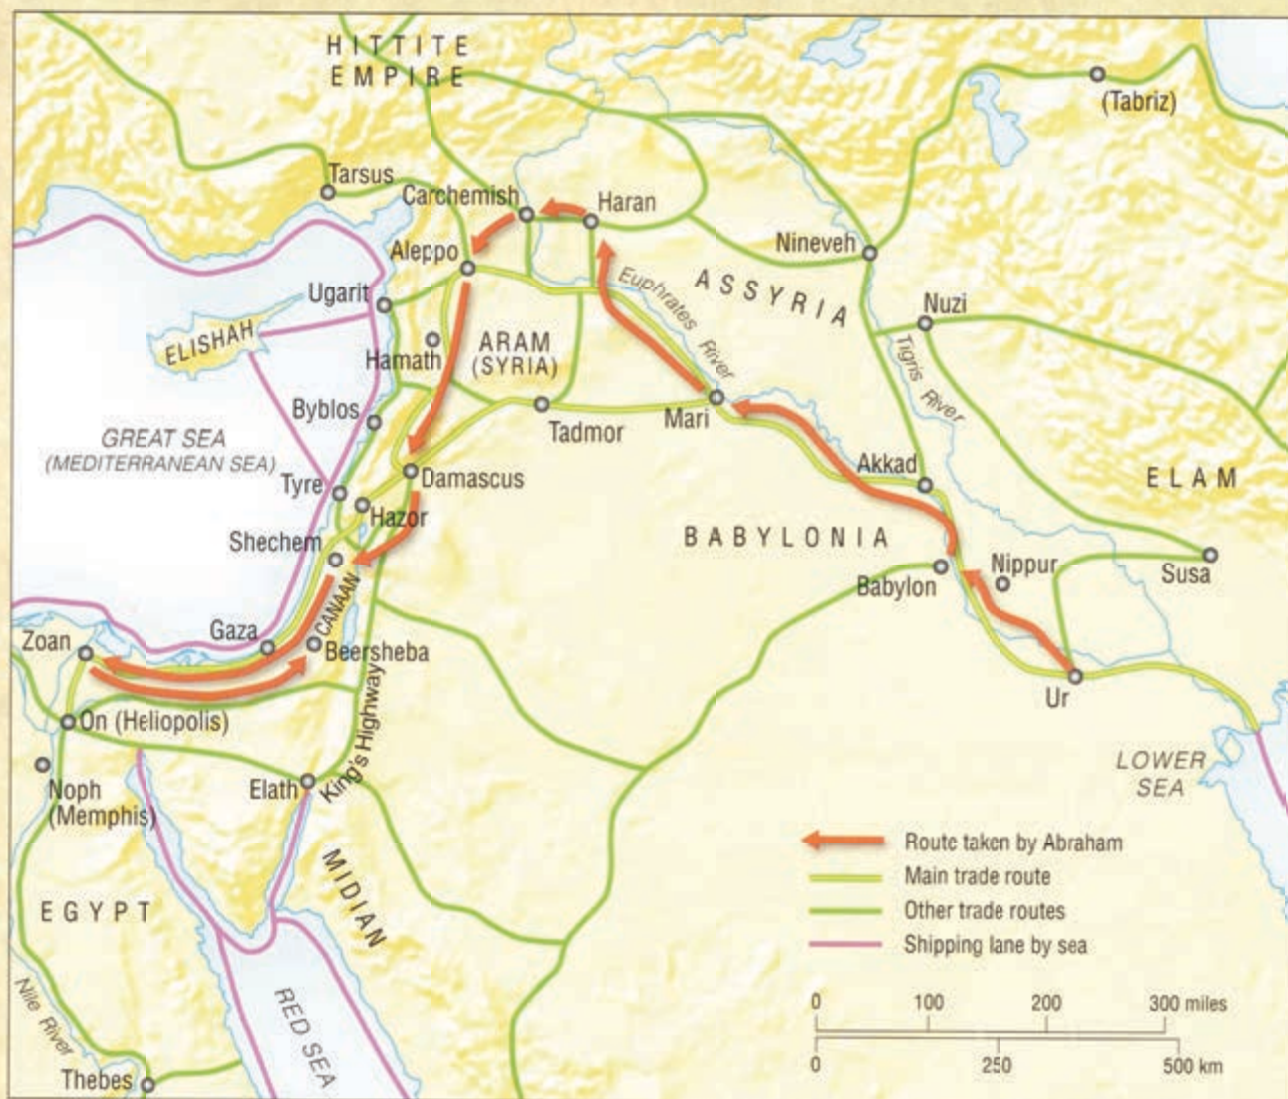 HITTITE
EMPIRE
(Tabriz)
Tarsus
Carchemish
Haran
Nineveh
Aleppo
ASSYRIA
Euphrates River
Ugarit
Nuzi
ELISHAH
Hamath
ARAM
(SYRIA)
Tigris River
Byblos
Tadmor
Mari
GREAT SEA
(MEDITERRANEAN SEA)
Akkad
Tyre
Damascus
ELAM
Hazor
Shechem
BABYLONIA
Nippur
Susa
Babylon
CANAAN
Gaza
Zoan
Beersheba
Ur
On (Heliopolis)
King's Highway
LOWER
SEA
Noph
(Memphis)
Elath
MIDIAN
EGYPT
Route taken by Abraham
Main trade route
Other trade routes
Shipping lane by sea
Nile River
RED SEA
0 100 200 300 miles
0 250 500 km
Thebes